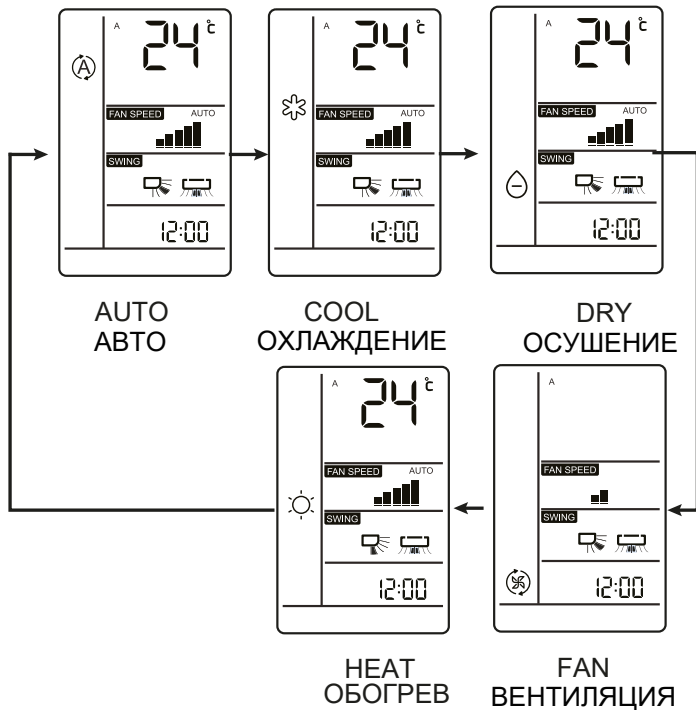 A 24 °c
A
FAN SPEED AUTO
SWING
12:00
AUTO
АВТО
A 24 °c
FAN SPEED AUTO
SWING
12:00
COOL
ОХЛАЖДЕНИЕ
A 24 °c
FAN SPEED AUTO
SWING
12:00
DRY
ОСУШЕНИЕ
A 24 °c
FAN SPEED AUTO
SWING
12:00
HEAT
ОБОГРЕВ
A
FAN SPEED
SWING
12:00
FAN
ВЕНТИЛЯЦИЯ